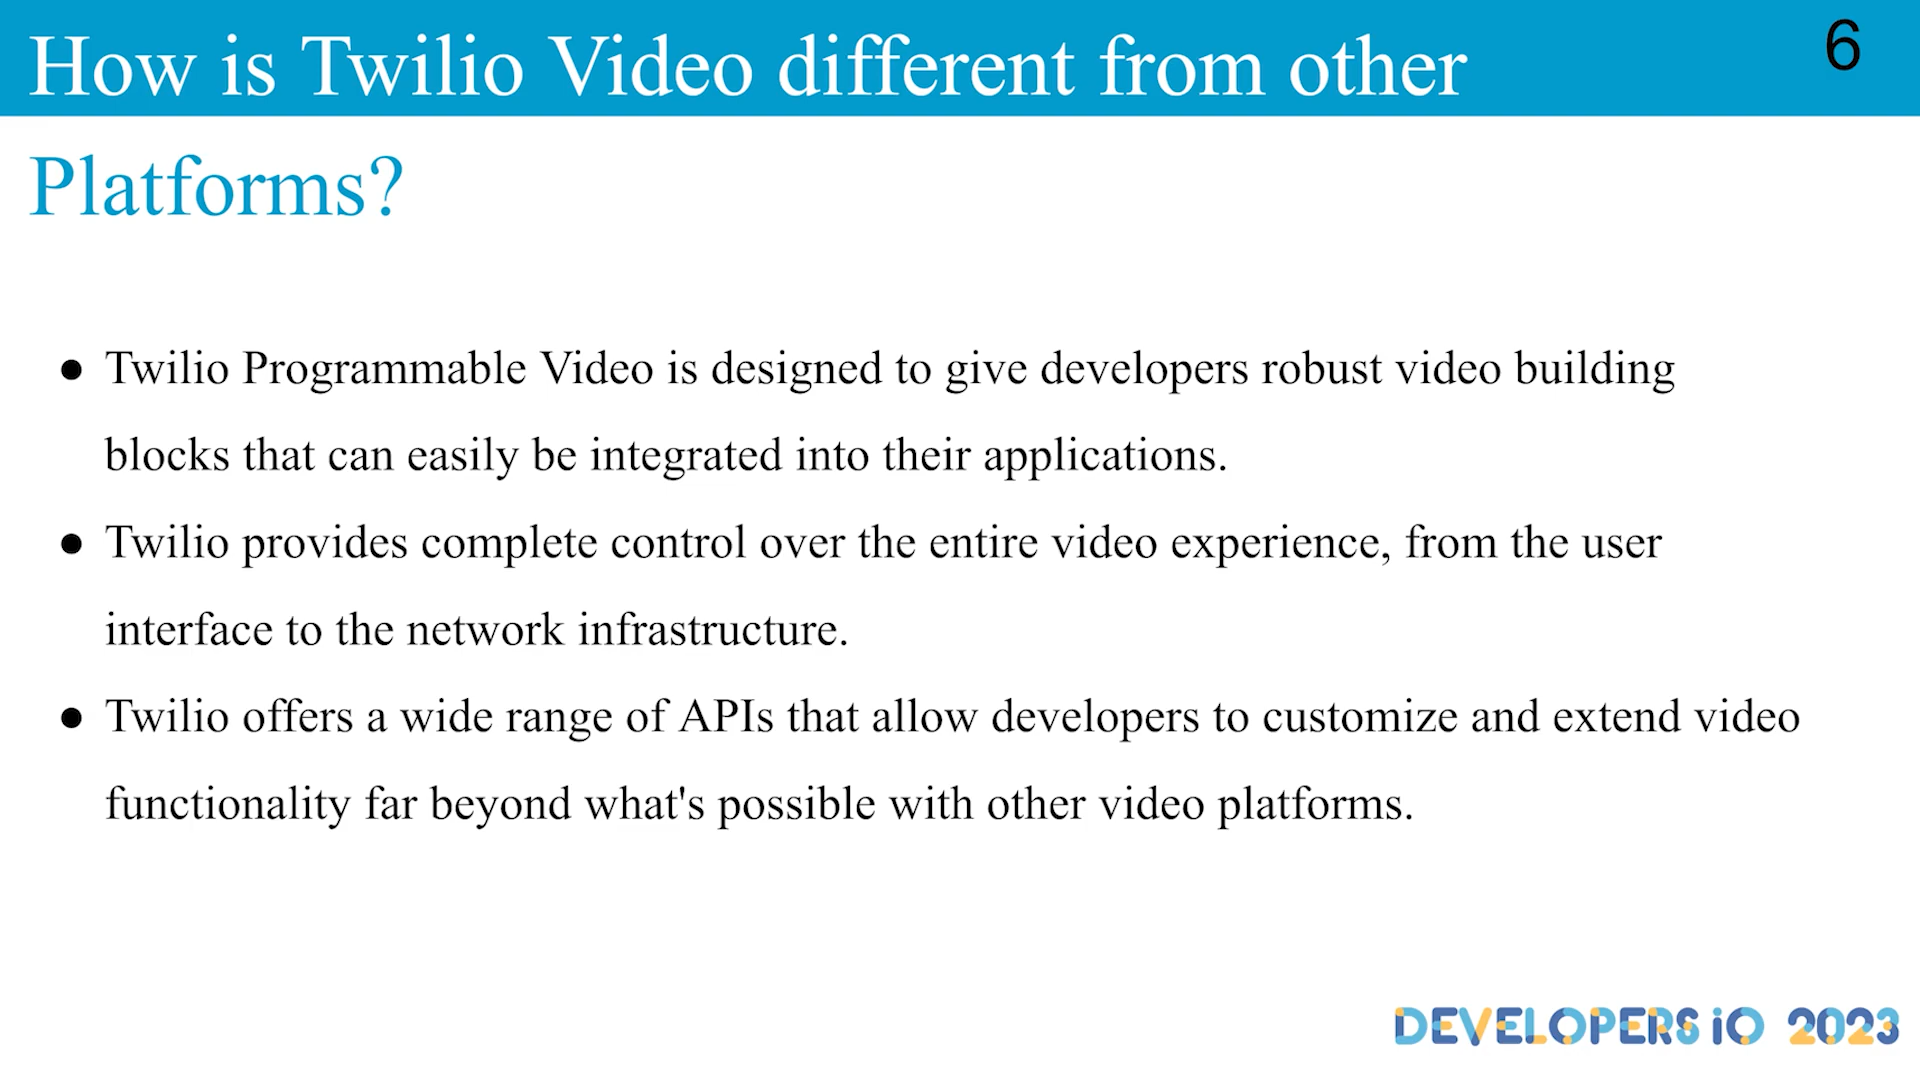 How is Twilio Video different from other
6
Platforms?
● Twilio Programmable Video is designed to give developers robust video building
blocks that can easily be integrated into their applications.
● Twilio provides complete control over the entire video experience, from the user
interface to the network infrastructure.
● Twilio offers a wide range of APIs that allow developers to customize and extend video
functionality far beyond what's possible with other video platforms.
DEVELOPERS iO 2023